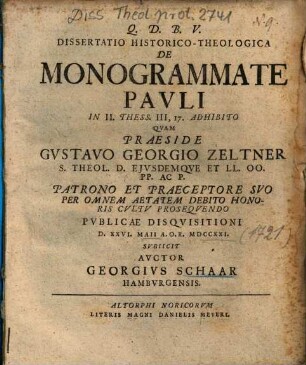 Diss. Theol. prot. 2741
Q. D. B. V.
DISSERTATIO HISTORICO-THEOLOGICA
DE
MONOGRAMMATE
PAVLI
IN II. THESS. III, 17. ADHIBITO
QVAM
PRAESIDE
GVSTAVO GEORGIO ZELTNER
S. THEOL. D. EJVSDEMQVE ET LL. OO.
PP. AC P.
PATRONO ET PRAECEPTORE SVO
PER OMNEM AETATEM DEBITO HONO-
RIS CVLTV PROSEQVENDO
PVBLICAE DISQVISITIONI
D. XXVI. MAII A. O. R. MDCCXXI.
(1721)
SVBIICIT
AVCTOR
GEORGIVS SCHAAR
HAMBVRGENSIS.
ALTORPHI NORICORVM
LITERIS MAGNI DANIELIS MEYERI.